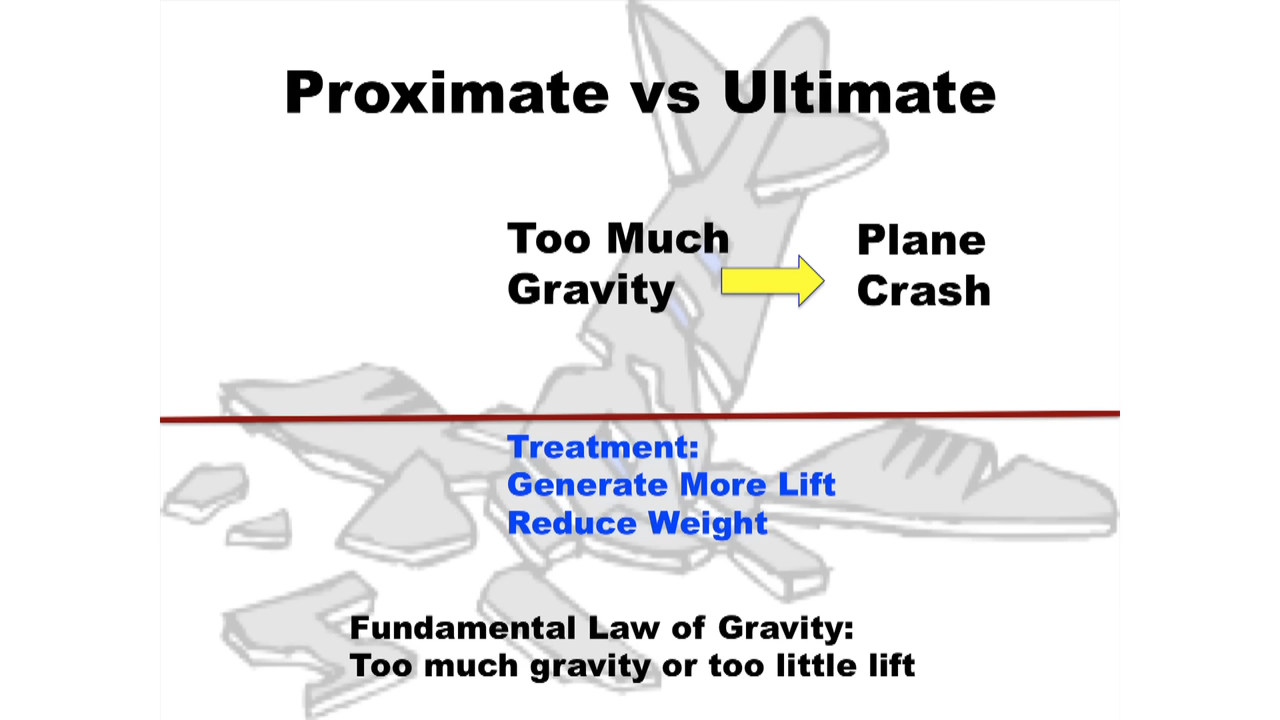 Proximate vs Ultimate
Too Much
Gravity
Plane
Crash
Treatment:
Generate More Lift
Reduce Weight
Fundamental Law of Gravity:
Too much gravity or too little lift